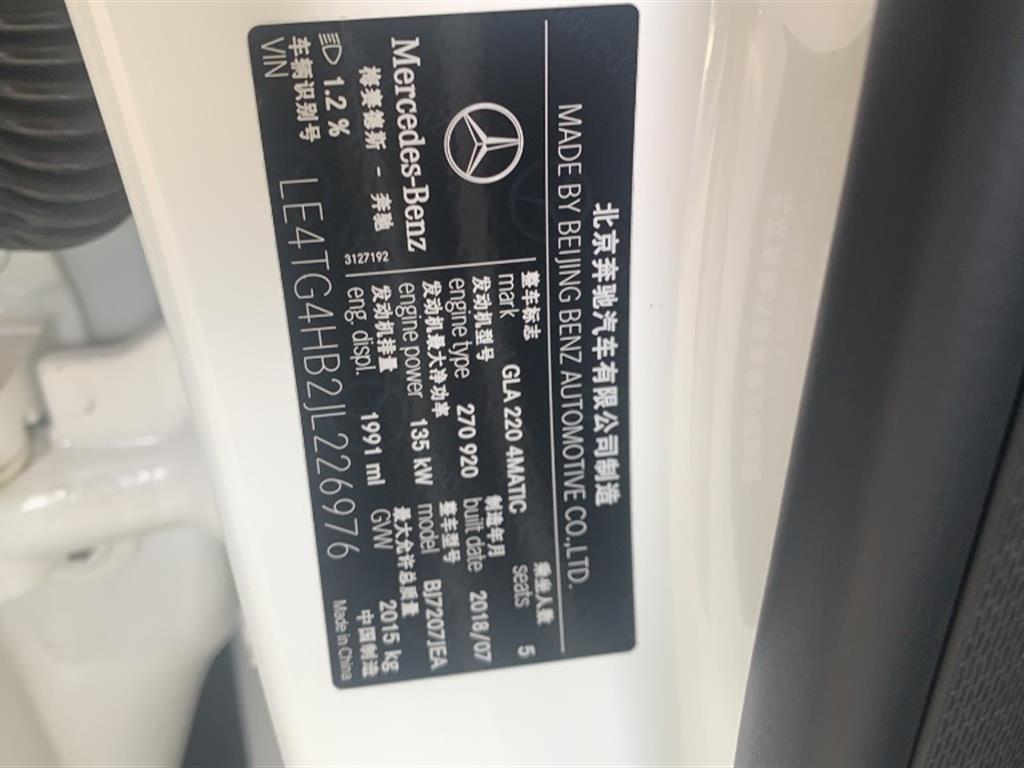 北京奔驰汽车有限公司制造
MADE BY BEIJING BENZ AUTOMOTIVE CO.,LTD.
Mercedes-Benz
梅赛德斯 - 奔驰
3127192
整车标志
mark GLA 220 4MATIC
乘坐人数
seats 5
发动机型号
engine type 270 920
制造年月
built date 2018/07
发动机最大净功率
engine power 135 kW
整车型号
model BJ7207JEA
发动机排量
eng. displ. 1991 ml
最大允许总质量
GVW 2015 kg
1.2 %
中国制造
Made in China
车辆识别号
VIN LE4TG4HB2JL226976